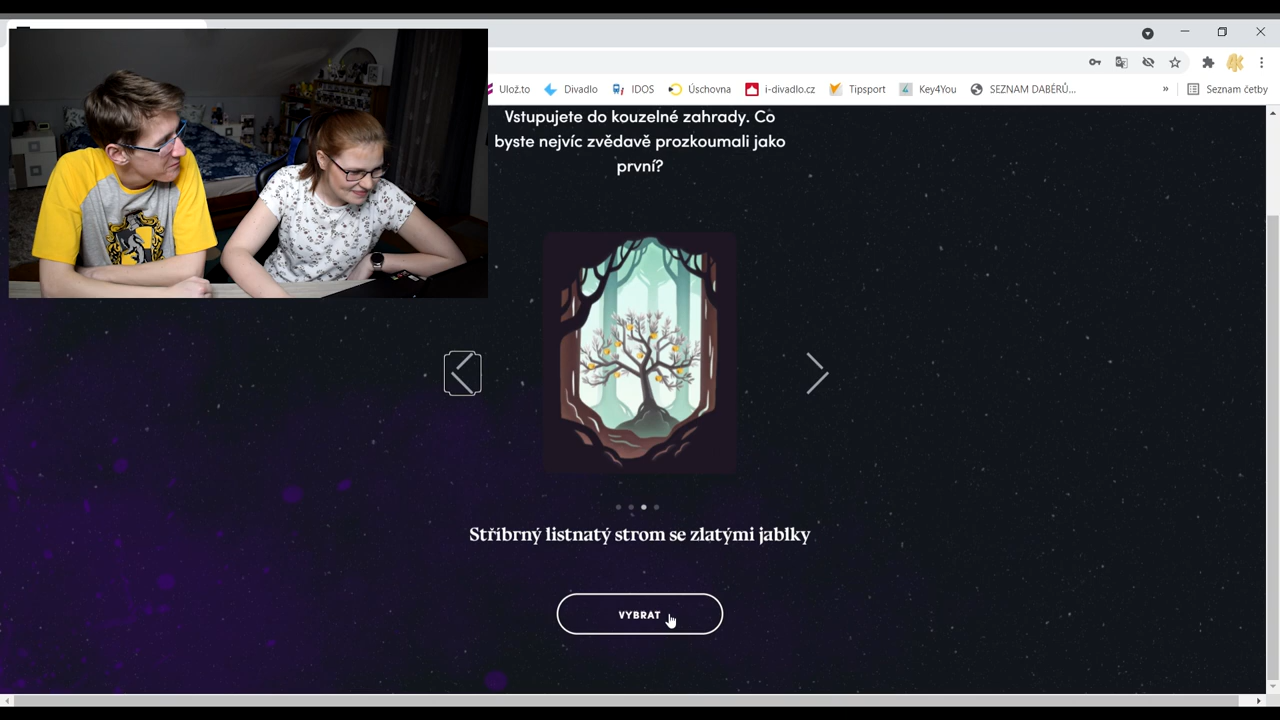 Ulož.to
Divadlo
IDOS
Úschovna
i-divadlo.cz
Tipsport
Key4You
SEZNAM DABÉRŮ...
»
Seznam četby
Vstupujete do kouzelné zahrady. Co
byste nejvíc zvědavě prozkoumali jako
první?
Stříbrný listnatý strom se zlatými jablky
VYBRAT